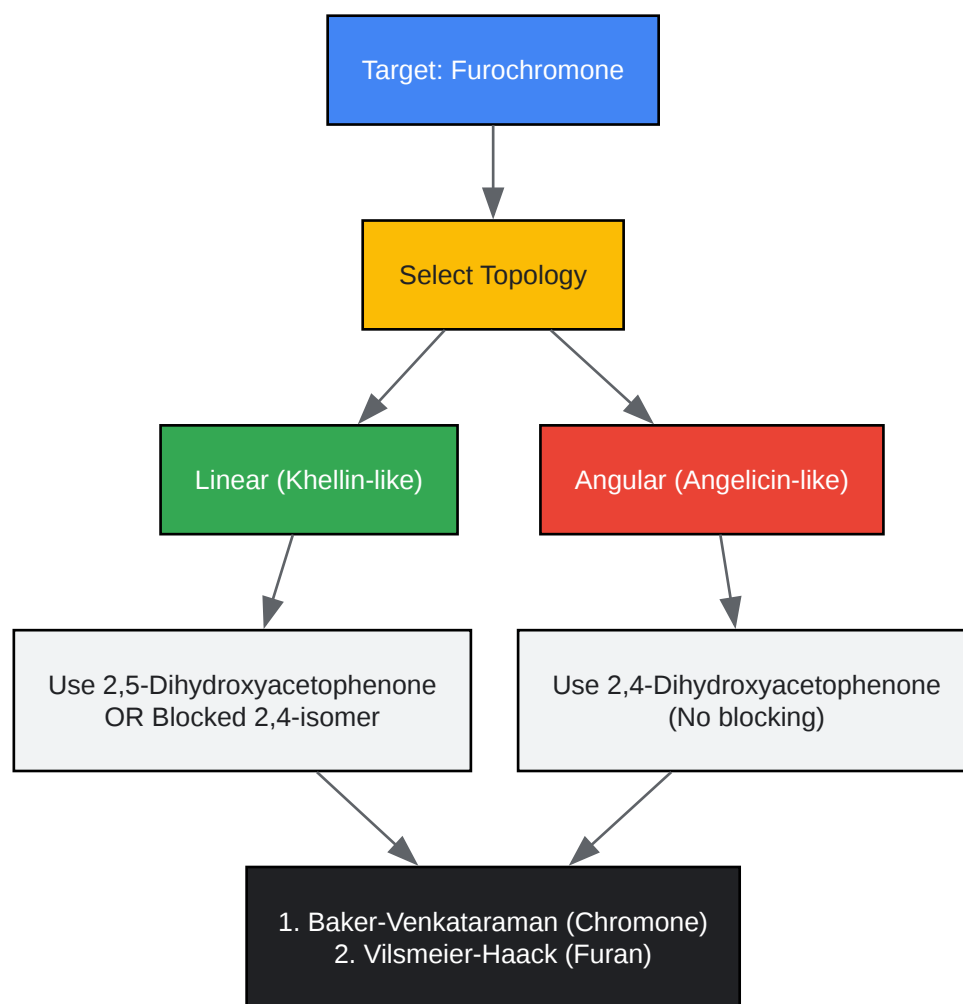 Target: Furochromone
Select Topology
Linear (Khellin-like)
Angular (Angelicin-like)
Use 2,5-Dihydroxyacetophenone
OR Blocked 2,4-isomer
Use 2,4-Dihydroxyacetophenone
(No blocking)
1. Baker-Venkataraman (Chromone)
2. Vilsmeier-Haack (Furan)